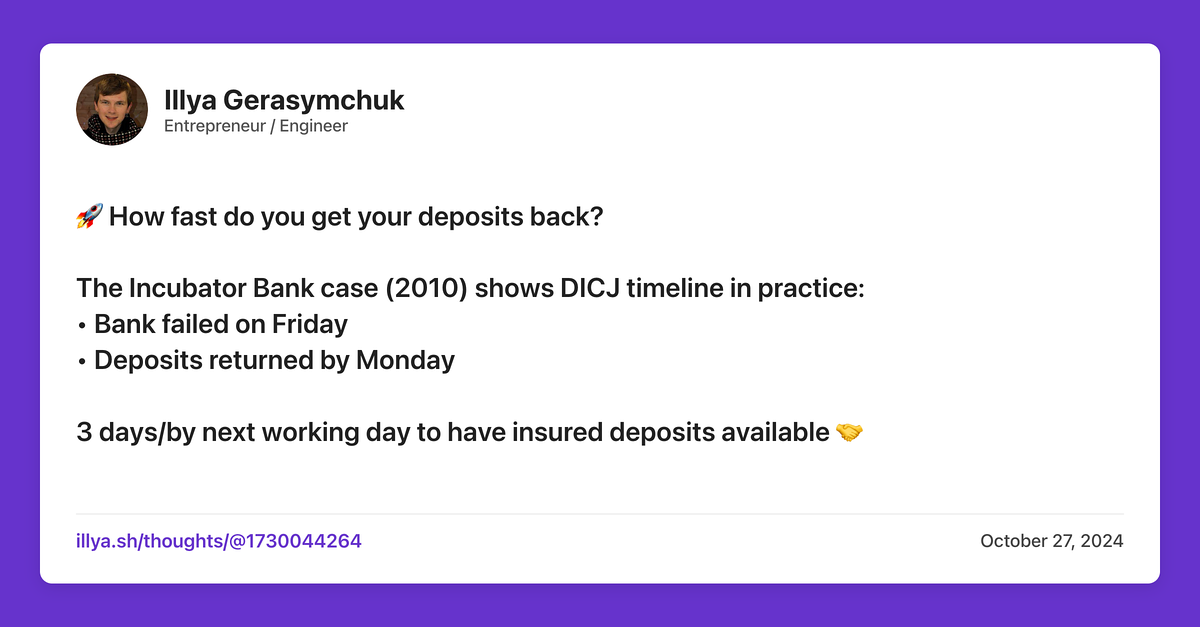 Illya Gerasymchuk
Entrepreneur / Engineer
🚀 How fast do you get your deposits back?
The Incubator Bank case (2010) shows DICJ timeline in practice:
• Bank failed on Friday
• Deposits returned by Monday
3 days/by next working day to have insured deposits available 🤝
illya.sh/thoughts/@1730044264
October 27, 2024